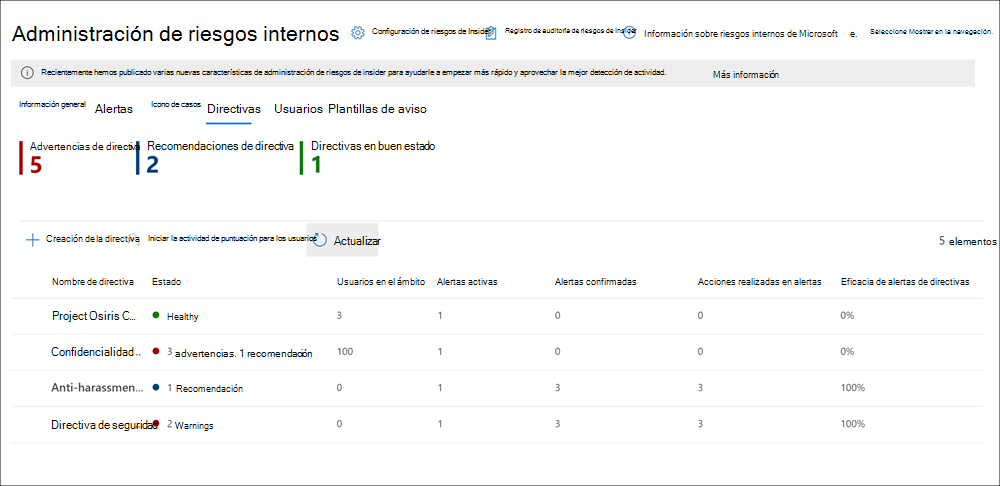 Administración de riesgos internos Configuración de riesgos de Insider Registro de auditoría de riesgos de Insider Información sobre riesgos internos de Microsoft e. Seleccione Mostrar en la navegación.
Recientemente hemos publicado varias nuevas características de administración de riesgos de insider para ayudarle a empezar más rápido y aprovechar la mejor detección de actividad. Más información
Información general Alertas Icono de casos Directivas Usuarios Plantillas de aviso
Advertencias de directiva Recomendaciones de directiva Directivas en buen estado
5 2 1
Creación de la directiva Iniciar la actividad de puntuación para los usuarios Actualizar 5 elementos
Nombre de directiva Estado Usuarios en el ámbito Alertas activas Alertas confirmadas Acciones realizadas en alertas Eficacia de alertas de directivas
Project Osiris C... Healthy 3 1 0 0 0%
Confidencialidad .. 3 advertencias. 1 recomendación 100 1 0 0 0%
Anti-harassmen... 1 Recomendación 0 1 3 3 100%
Directiva de seguridad 2 Warnings 0 1 3 3 100%